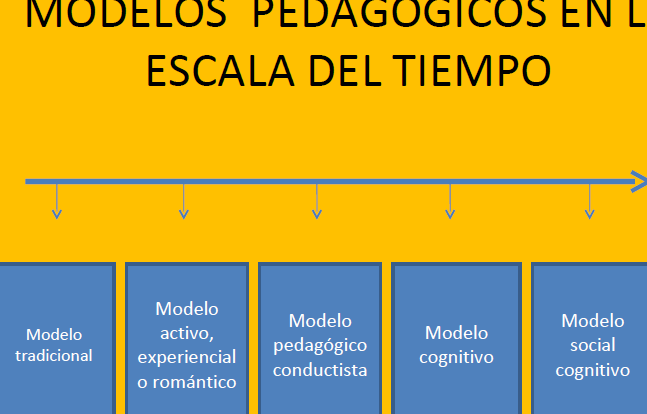 MODELOS PEDAGÓGICOS EN L
ESCALA DEL TIEMPO
Modelo
tradicional
Modelo
activo,
experiencial
o romántico
Modelo
pedagógico
conductista
Modelo
cognitivo
Modelo
social
cognitivo